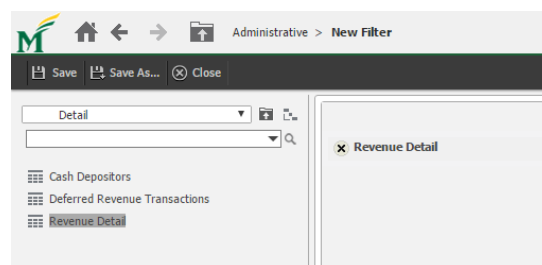 M
Administrative > New Filter
Save Save As... Close
Detail
Revenue Detail
Cash Depositors
Deferred Revenue Transactions
Revenue Detail